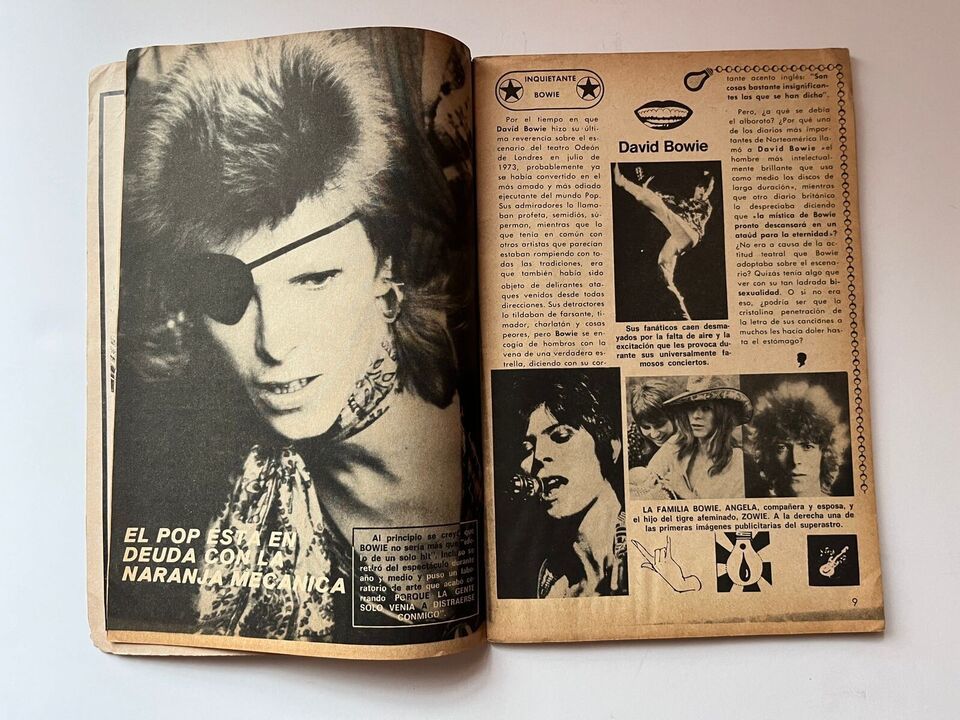 EL POP ESTA EN
DEUDA CON LA
NARANJA MECANICA
Al principio se creyó que
BOWIE no sería más que
o de un solo hit". Incluso se
retiró del espectáculo durante
año y medio y puso un labo-
ratorio de arte que acabó ce-
rrando PORQUE LA GENTE
SOLO VENIA A DISTRAERSE
CONMIGO".
INQUIETANTE
BOWIE
Por el tiempo en que
David Bowie hizo su últi-
ma reverencia sobre el es-
cenario del teatro Odeón
de Londres en julio de
1973, probablemente ya
se había convertido en el
más amado y más odiado
ejecutante del mundo Pop.
Sus admiradores lo llama-
ban profeta, semidiós, sú-
perman, mientras que lo
que tenía en común con
otros artistas que parecían
estaban rompiendo con to-
das las tradiciones, era
que también había sido
objeto de delirantes ata-
ques venidos desde todas
direcciones. Sus detractores
lo tildaban de farsante, ti-
mador, charlatán y cosas
peores, pero Bowie se en-
cogía de hombros con la
vena de una verdadera es-
trella, diciendo con su cor-
David Bowie
Sus fanáticos caen desma-
yados por la falta de aire y la
excitación que les provoca du-
rante sus universalmente fa-
mosos conciertos.
tante acento inglés: "Son
cosas bastante insignifican-
tes las que se han dicho".
Pero, ¿a qué se debía
el alboroto? ¿Por qué uno
de los diarios más impor-
tantes de Norteamérica lla-
mó a David Bowie «el
hombre más intelectual-
mente brillante que usa
como medio los discos de
larga duración», mientras
que otro diario británico
lo despreciaba diciendo
que «la mística de Bowie
pronto descansará en un
ataúd para la eternidad»?
¿No era a causa de la ac-
titud teatral que Bowie
adoptaba sobre el escena-
rio? Quizás tenía algo que
ver con su tan ladrada bi-
sexualidad. O si no era
eso, ¿podría ser que la
cristalina penetración de
la letra de sus canciónes a
muchos les hacía doler has-
ta el estómago?
LA FAMILIA BOWIE. ANGELA, compañera y esposa, y
el hijo del tigre afeminado, ZOWIE. A la derecha una de
las primeras imágenes publicitarias del superastro.
9